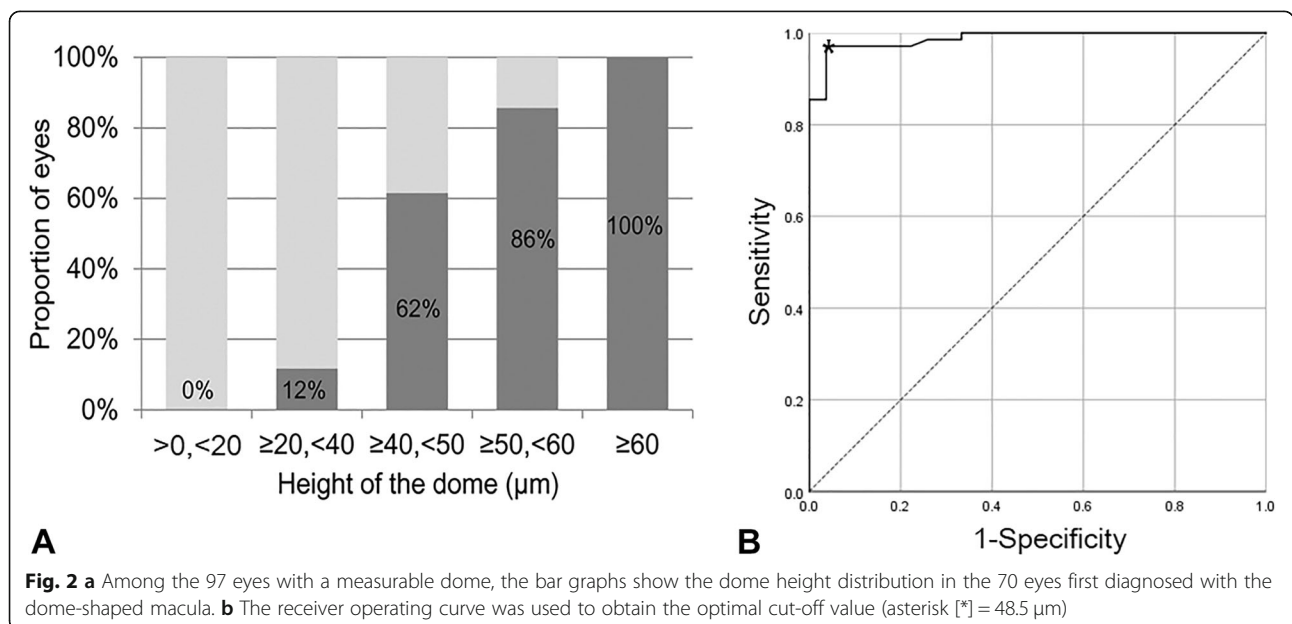 100%
80%
60%
40%
20%
0%
Proportion of eyes
0%
12%
62%
86%
100%
>0,<20 ≥20,<40 ≥40,<50 ≥50,<60 ≥60
Height of the dome (μm)
A
1.0
0.8
0.6
0.4
0.2
0.0
Sensitivity
*
0.0 0.2 0.4 0.6 0.8 1.0
1-Specificity
B
Fig. 2 a Among the 97 eyes with a measurable dome, the bar graphs show the dome height distribution in the 70 eyes first diagnosed with the
dome-shaped macula. b The receiver operating curve was used to obtain the optimal cut-off value (asterisk [*] = 48.5 μm)